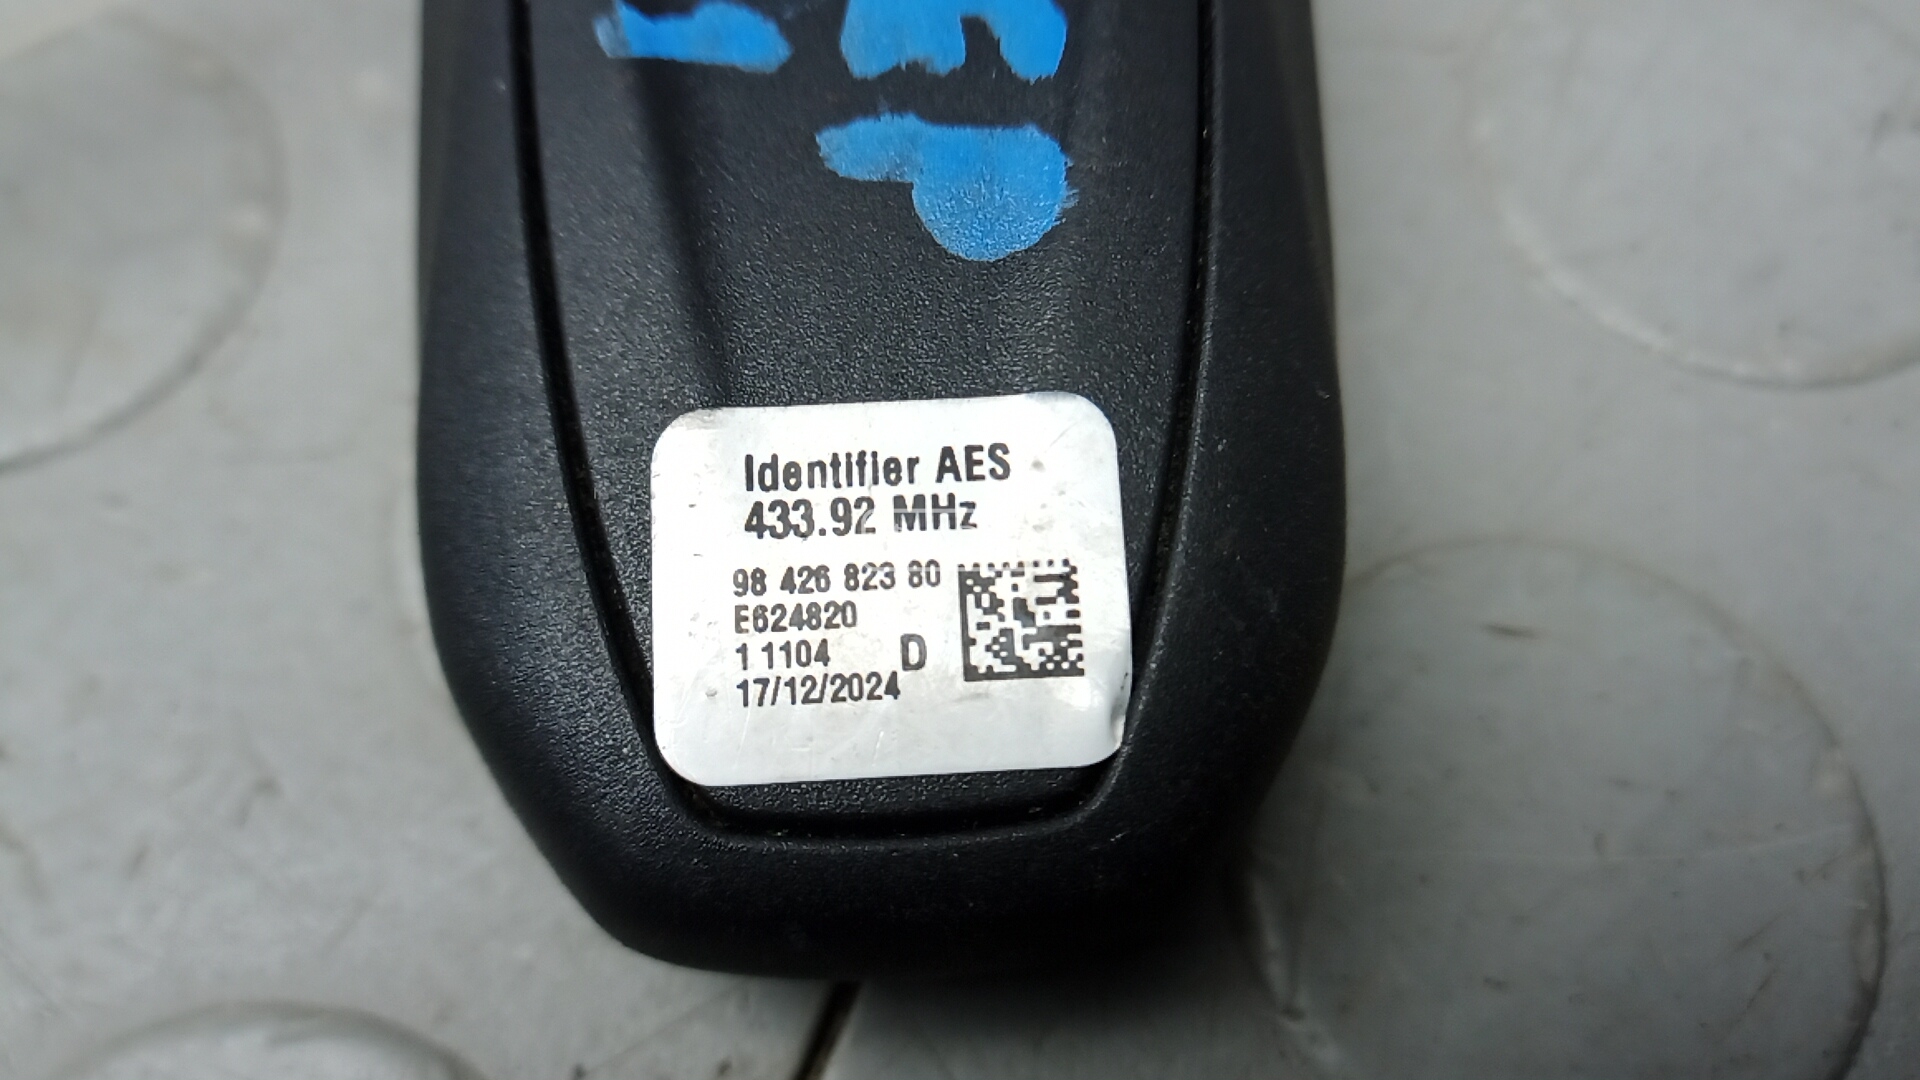 Identifier AES
433.92 MHz
98 426 823 80
E624820
1 1104 D
17/12/2024